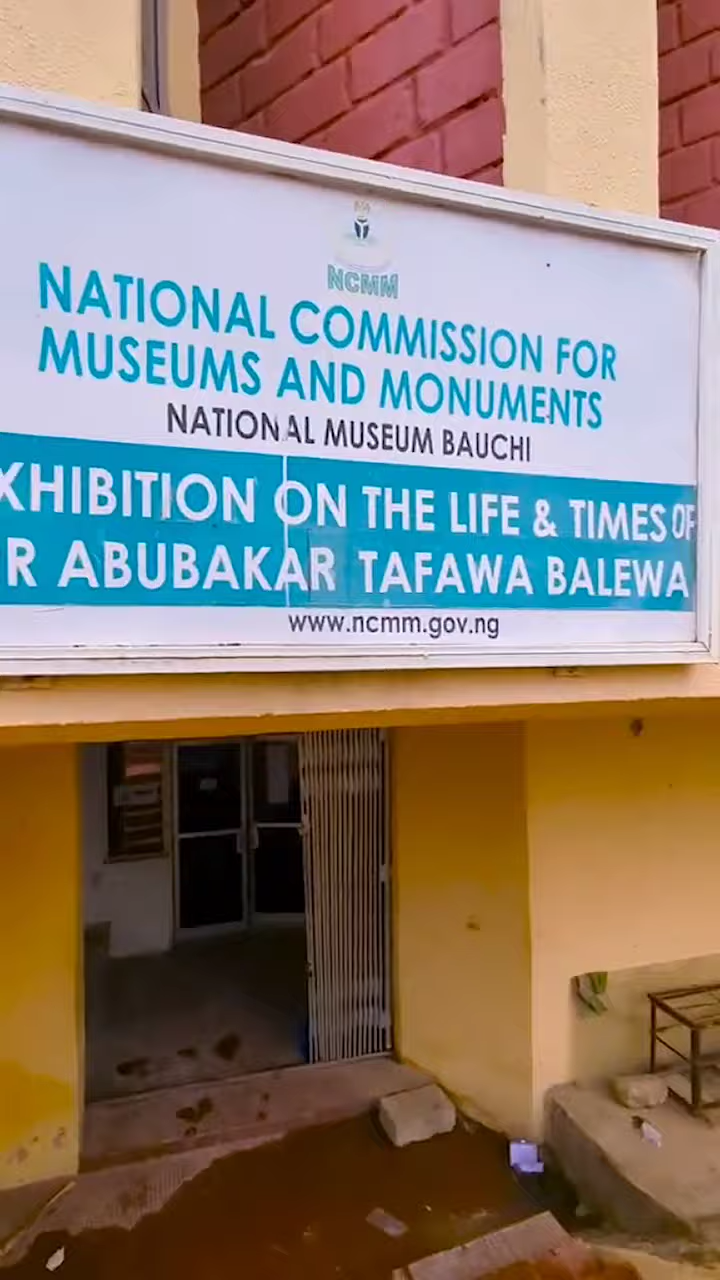 NCMM
NATIONAL COMMISSION FOR
MUSEUMS AND MONUMENTS
NATIONAL MUSEUM BAUCHI
XHIBITION ON THE LIFE & TIMES OF
R ABUBAKAR TAFAWA BALEWA
www.ncmm.gov.ng